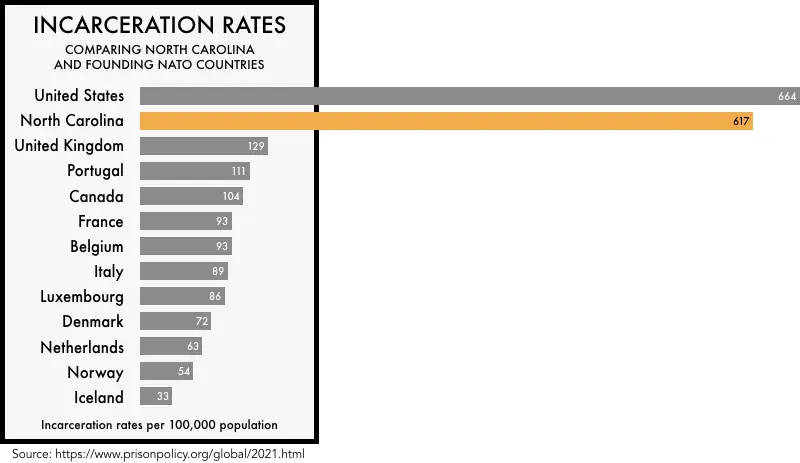 INCARCERATION RATES
COMPARING NORTH CAROLINA
AND FOUNDING NATO COUNTRIES
United States 664
North Carolina 617
United Kingdom 129
Portugal 111
Canada 104
France 93
Belgium 93
Italy 89
Luxembourg 86
Denmark 72
Netherlands 63
Norway 54
Iceland 33
Incarceration rates per 100,000 population
Source: https://www.prisonpolicy.org/global/2021.html